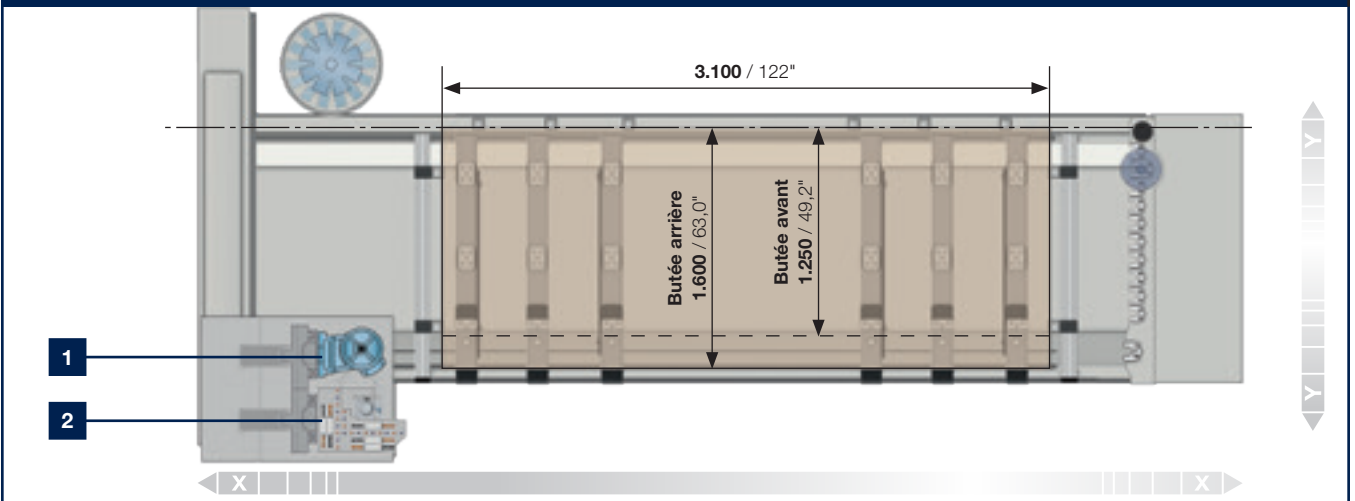 3.100 / 122"
Butée arrière
1.600 / 63,0"
Butée avant
1.250 / 49,2"
Y
1
2
Y
X
X